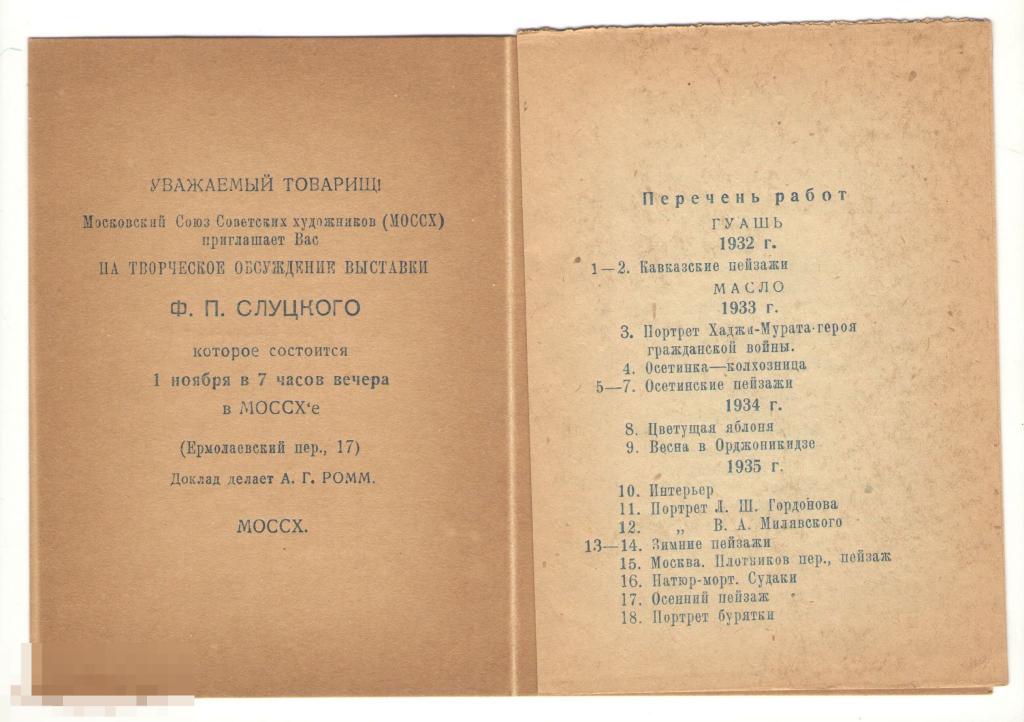 УВАЖАЕМЫЙ ТОВАРИЩ!
Московский Союз Советских художников (МОССХ)
приглашает Вас
НА ТВОРЧЕСКОЕ ОБСУЖДЕНИЕ ВЫСТАВКИ
Ф. П. СЛУЦКОГО
которое состоится
1 ноября в 7 часов вечера
в МОССХ‘е
(Ермолаевский пер., 17)
Доклад делает А. Г. РОММ.
МОССХ.
Перечень работ
ГУАШЬ
1932 г.
1—2. Кавказские пейзажи
МАСЛО
1933 г.
3. Портрет Хаджи-Мурата-героя
гражданской войны.
4. Осетинка—колхозница
5—7. Осетинские пейзажи
1934 г.
8. Цветущая яблоня
9. Весна в Орджоникидзе
1935 г.
10. Интерьер
11. Портрет Л. Ш. Гордонова
12. „ В. А. Милявского
13—14. Зимние пейзажи
15. Москва. Плотников пер., пейзаж
16. Натюр-морт. Судаки
17. Осенний пейзаж
18. Портрет бурятки